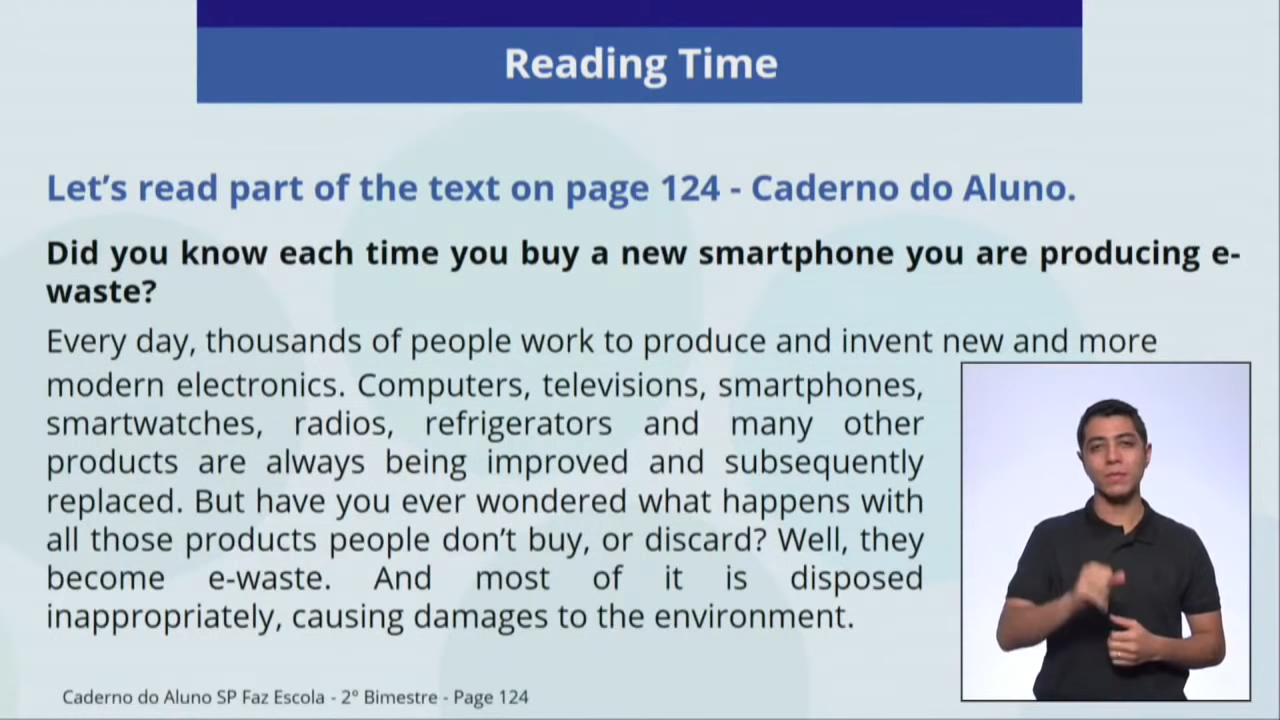 Reading Time
Let’s read part of the text on page 124 - Caderno do Aluno.
Did you know each time you buy a new smartphone you are producing e-
waste?
Every day, thousands of people work to produce and invent new and more
modern electronics. Computers, televisions, smartphones,
smartwatches, radios, refrigerators and many other
products are always being improved and subsequently
replaced. But have you ever wondered what happens with
all those products people don’t buy, or discard? Well, they
become e-waste. And most of it is disposed
inappropriately, causing damages to the environment.
Caderno do Aluno SP Faz Escola - 2° Bimestre - Page 124